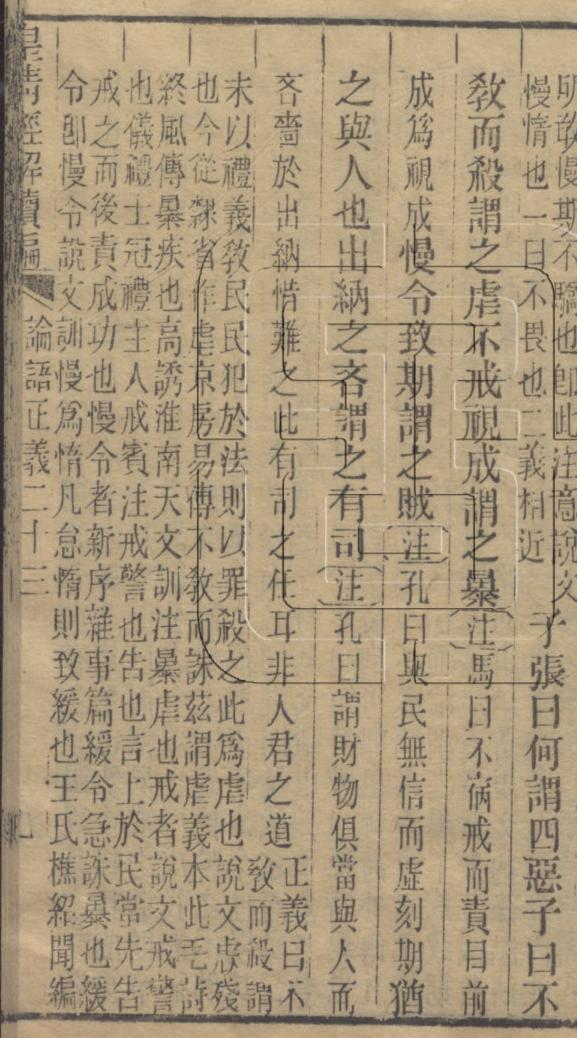 所敢慢斯不驕也卽此注意說文
慢惰也一曰不畏也二義相近
子張曰何謂四惡子曰不
教而殺謂之虐不戒視成謂之暴注馬曰不宿戒而責目前
成爲視成慢令致期謂之賊注孔曰與民無信而虛刻期猶
之與人也出納之吝謂之有司注孔曰謂財物俱當與人而
吝嗇於出納惜難之此有司之任耳非人君之道
正義曰不
教而殺謂
未以禮義敎民民犯於法則以罪殺之此爲虐也說文虐殘
也今從隸省作虐京房易傳不敎而誅茲謂虐義本此毛詩
終風傳暴疾也高誘淮南天文訓注暴虐也戒者說文戒警
也儀禮士冠禮主人戒賓注戒警也告也言上於民當先告
戒之而後責成功也慢令者新序雜事篇緩令急誅暴也緩
令卽慢令說文訓慢爲惰凡怠惰則致緩也王氏樵紹聞編
皇淸經解續編
論語正義二十三